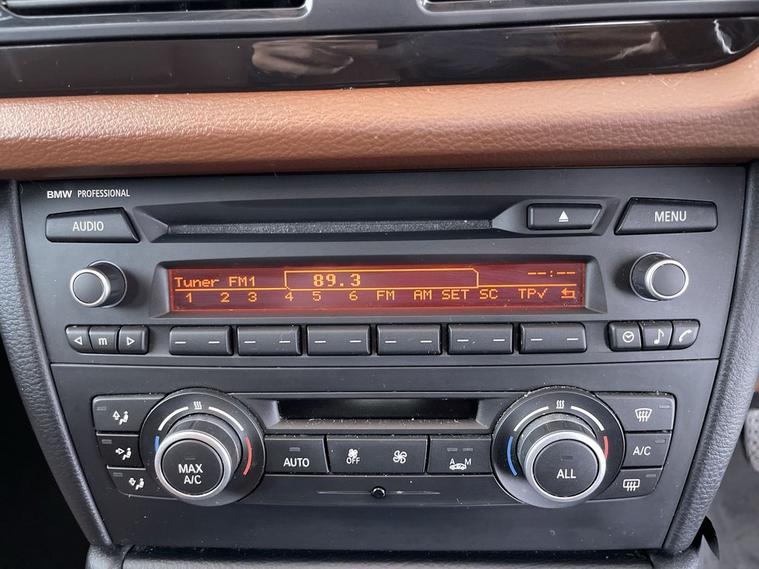 BMW PROFESSIONAL
AUDIO
MENU
Tuner FM1 89.3 --:--
1 2 3 4 5 6 FM AM SET SC TP✓
m
AUTO
OFF
A M
A/C
MAX
A/C
ALL